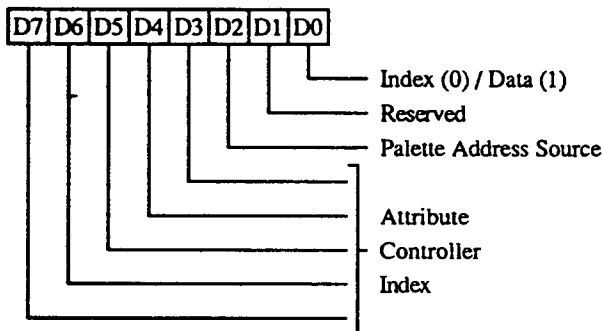 D7 D6 D5 D4 D3 D2 D1 D0
Index (0) / Data (1)
Reserved
Palette Address Source
Attribute
Controller
Index